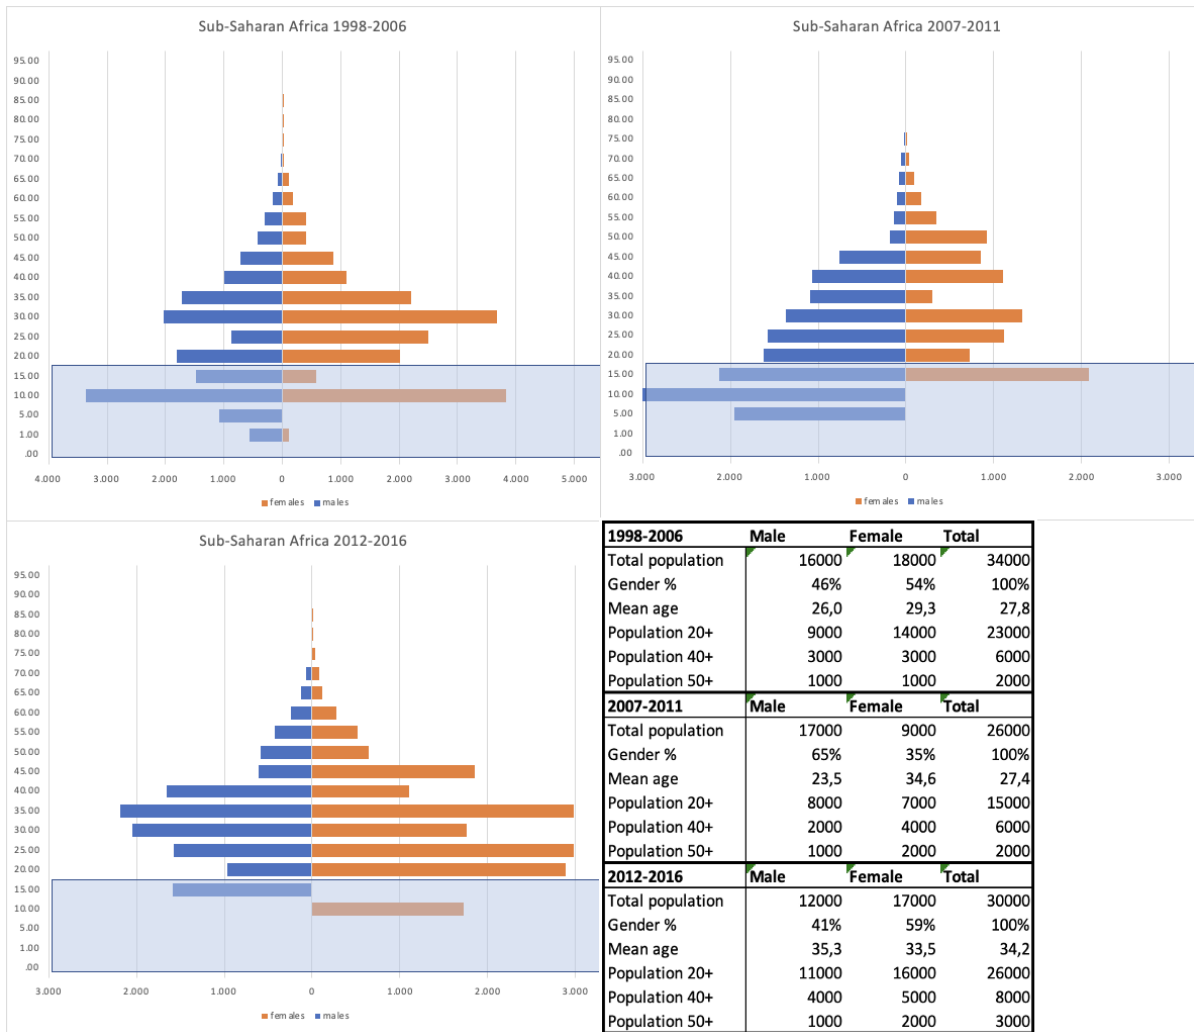 Sub-Saharan Africa 1998-2006
95.00
90.00
85.00
80.00
75.00
70.00
65.00
60.00
55.00
50.00
45.00
40.00
35.00
30.00
25.00
20.00
15.00
10.00
5.00
1.00
.00
4.000 3.000 2.000 1.000 0 1.000 2.000 3.000 4.000 5.000
females males
Sub-Saharan Africa 2007-2011
95.00
90.00
85.00
80.00
75.00
70.00
65.00
60.00
55.00
50.00
45.00
40.00
35.00
30.00
25.00
20.00
15.00
10.00
5.00
1.00
.00
3.000 2.000 1.000 0 1.000 2.000 3.000
females males
Sub-Saharan Africa 2012-2016
95.00
90.00
85.00
80.00
75.00
70.00
65.00
60.00
55.00
50.00
45.00
40.00
35.00
30.00
25.00
20.00
15.00
10.00
5.00
1.00
.00
3.000 2.000 1.000 0 1.000 2.000 3.000
females males
1998-2006 Male Female Total
Total population 16000 18000 34000
Gender % 46% 54% 100%
Mean age 26,0 29,3 27,8
Population 20+ 9000 14000 23000
Population 40+ 3000 3000 6000
Population 50+ 1000 1000 2000
2007-2011 Male Female Total
Total population 17000 9000 26000
Gender % 65% 35% 100%
Mean age 23,5 34,6 27,4
Population 20+ 8000 7000 15000
Population 40+ 2000 4000 6000
Population 50+ 1000 2000 2000
2012-2016 Male Female Total
Total population 12000 17000 30000
Gender % 41% 59% 100%
Mean age 35,3 33,5 34,2
Population 20+ 11000 16000 26000
Population 40+ 4000 5000 8000
Population 50+ 1000 2000 3000